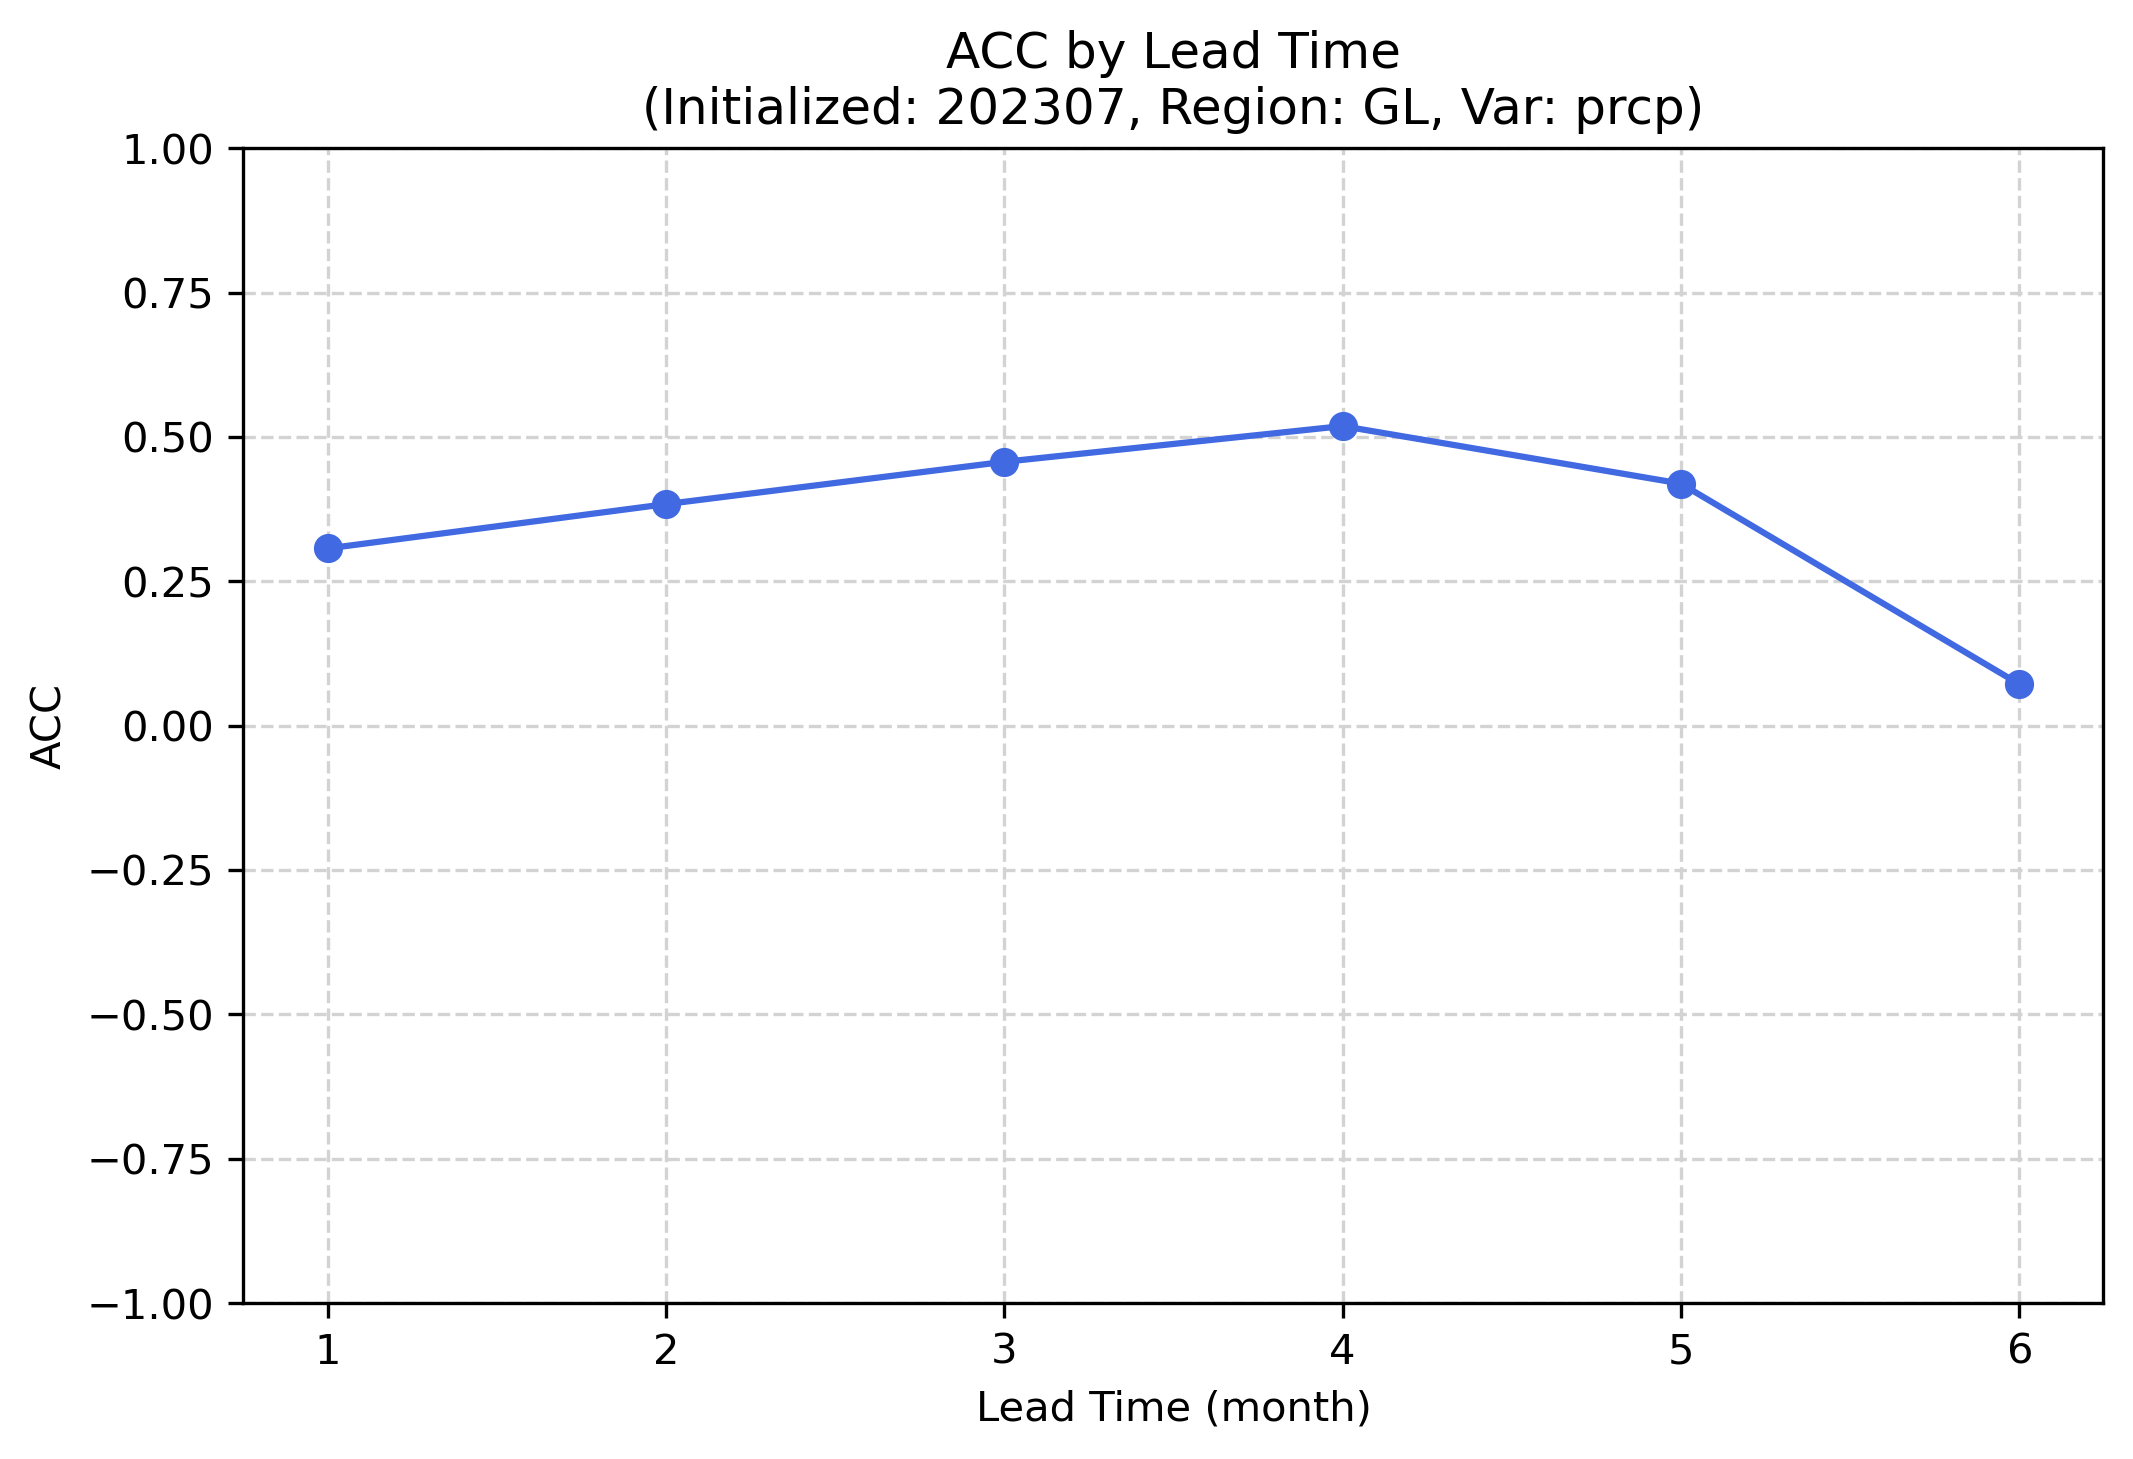 ACC by Lead Time
(Initialized: 202307, Region: GL, Var: prcp)
1.00
0.75
0.50
0.25
0.00
−0.25
−0.50
−0.75
−1.00
ACC
1 2 3 4 5 6
Lead Time (month)